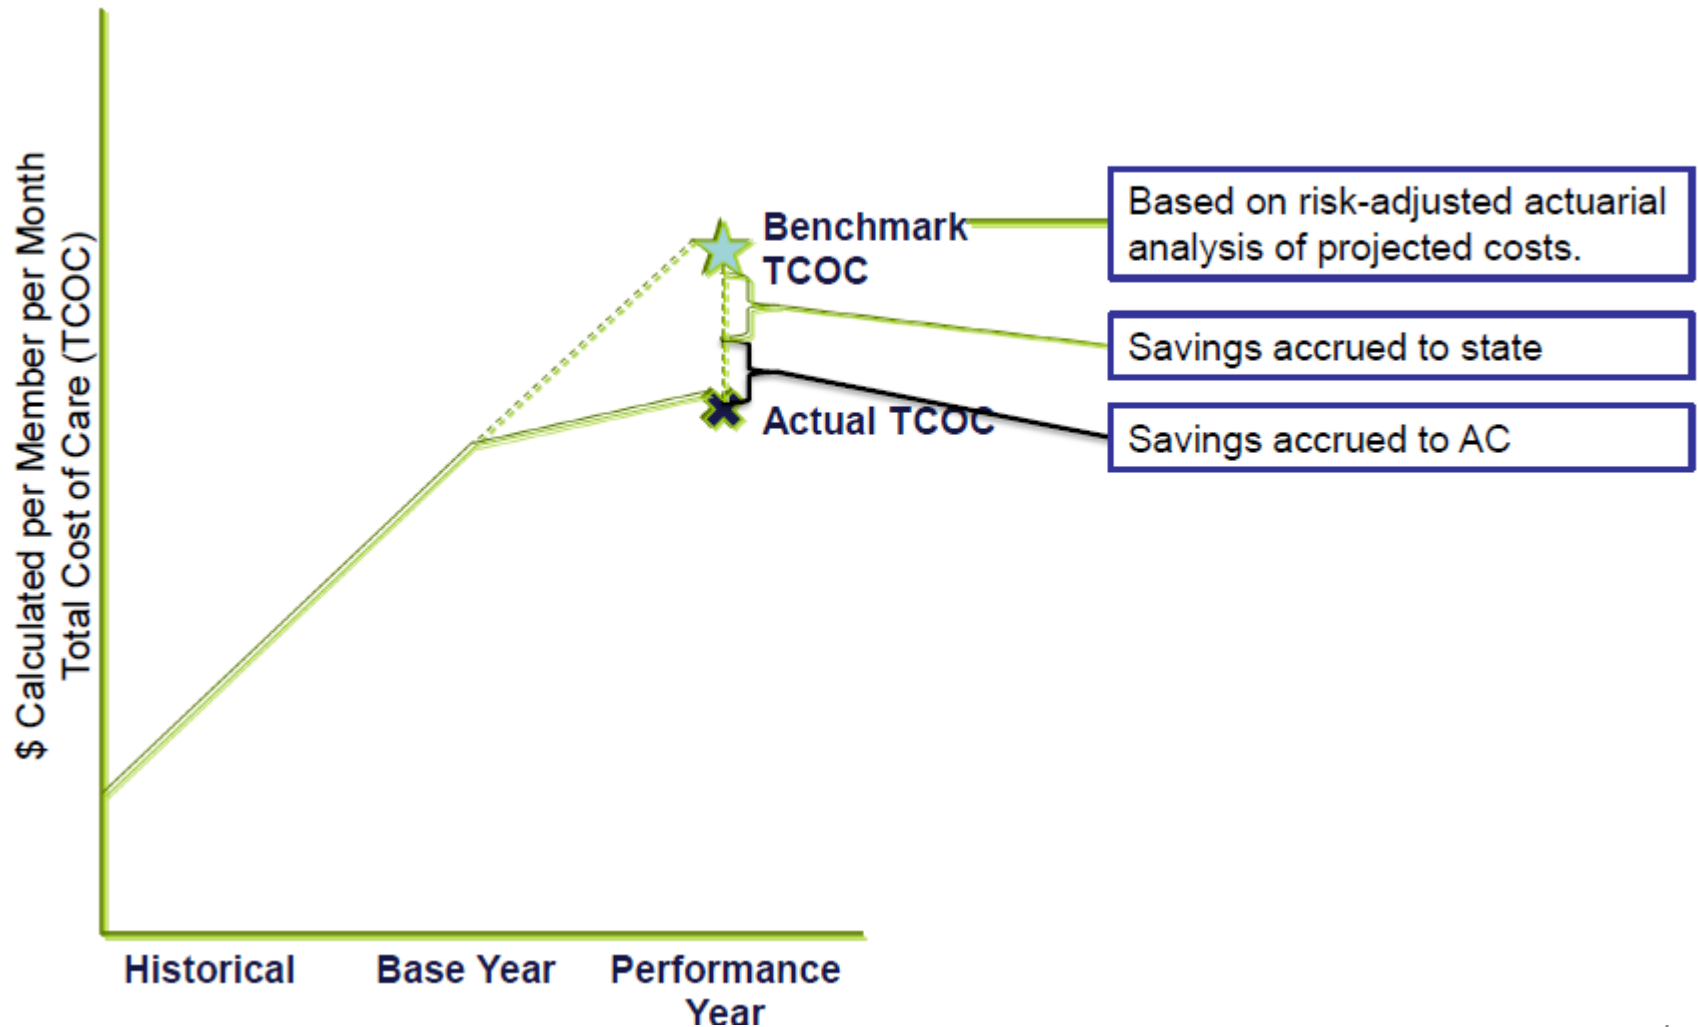 $ Calculated per Member per Month
Total Cost of Care (TCOC)
Benchmark
TCOC
Based on risk-adjusted actuarial
analysis of projected costs.
Savings accrued to state
Actual TCOC
Savings accrued to AC
Historical
Base Year
Performance
Year